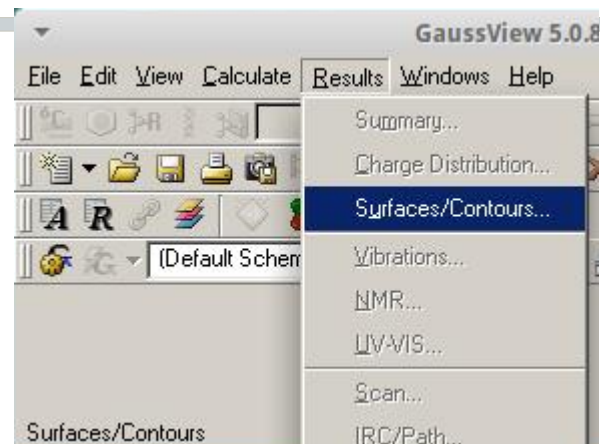 GaussView 5.0.8
File Edit View Calculate Results Windows Help
Summary...
Charge Distribution...
Surfaces/Contours...
A R
(Default Schem
Vibrations...
NMR...
UV-VIS...
Scan...
Surfaces/Contours
IRC/Path...